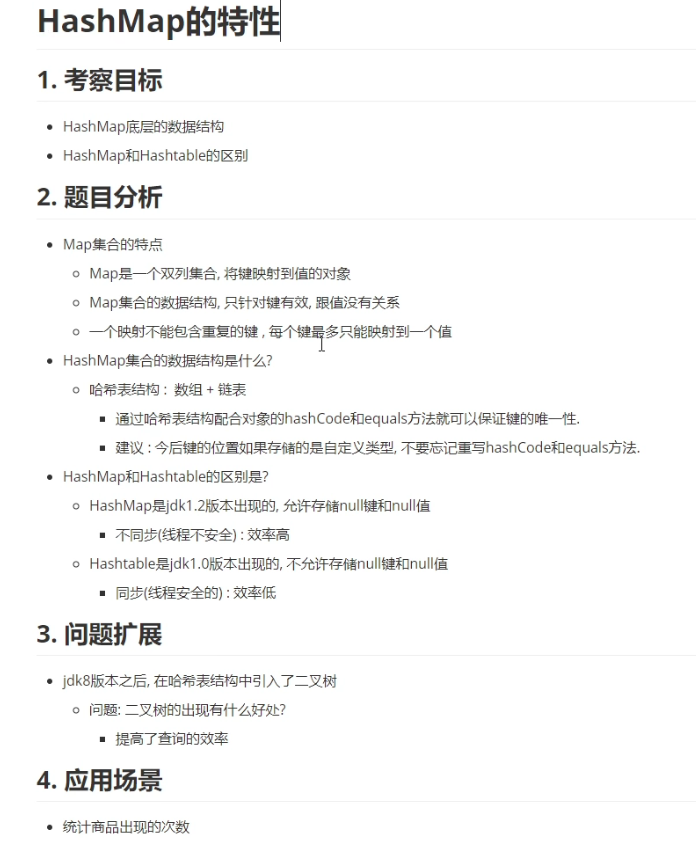 HashMap的特性
1. 考察目标
HashMap底层的数据结构
HashMap和Hashtable的区别
2. 题目分析
Map集合的特点
Map是一个双列集合, 将键映射到值的对象
Map集合的数据结构, 只针对键有效, 跟值没有关系
一个映射不能包含重复的键 , 每个键最多只能映射到一个值
HashMap集合的数据结构是什么?
哈希表结构 : 数组 + 链表
通过哈希表结构配合对象的hashCode和equals方法就可以保证键的唯一性.
建议 : 今后键的位置如果存储的是自定义类型, 不要忘记重写hashCode和equals方法.
HashMap和Hashtable的区别是?
HashMap是jdk1.2版本出现的, 允许存储null键和null值
不同步(线程不安全) : 效率高
Hashtable是jdk1.0版本出现的, 不允许存储null键和null值
同步(线程安全的) : 效率低
3. 问题扩展
jdk8版本之后, 在哈希表结构中引入了二叉树
问题: 二叉树的出现有什么好处?
提高了查询的效率
4. 应用场景
统计商品出现的次数